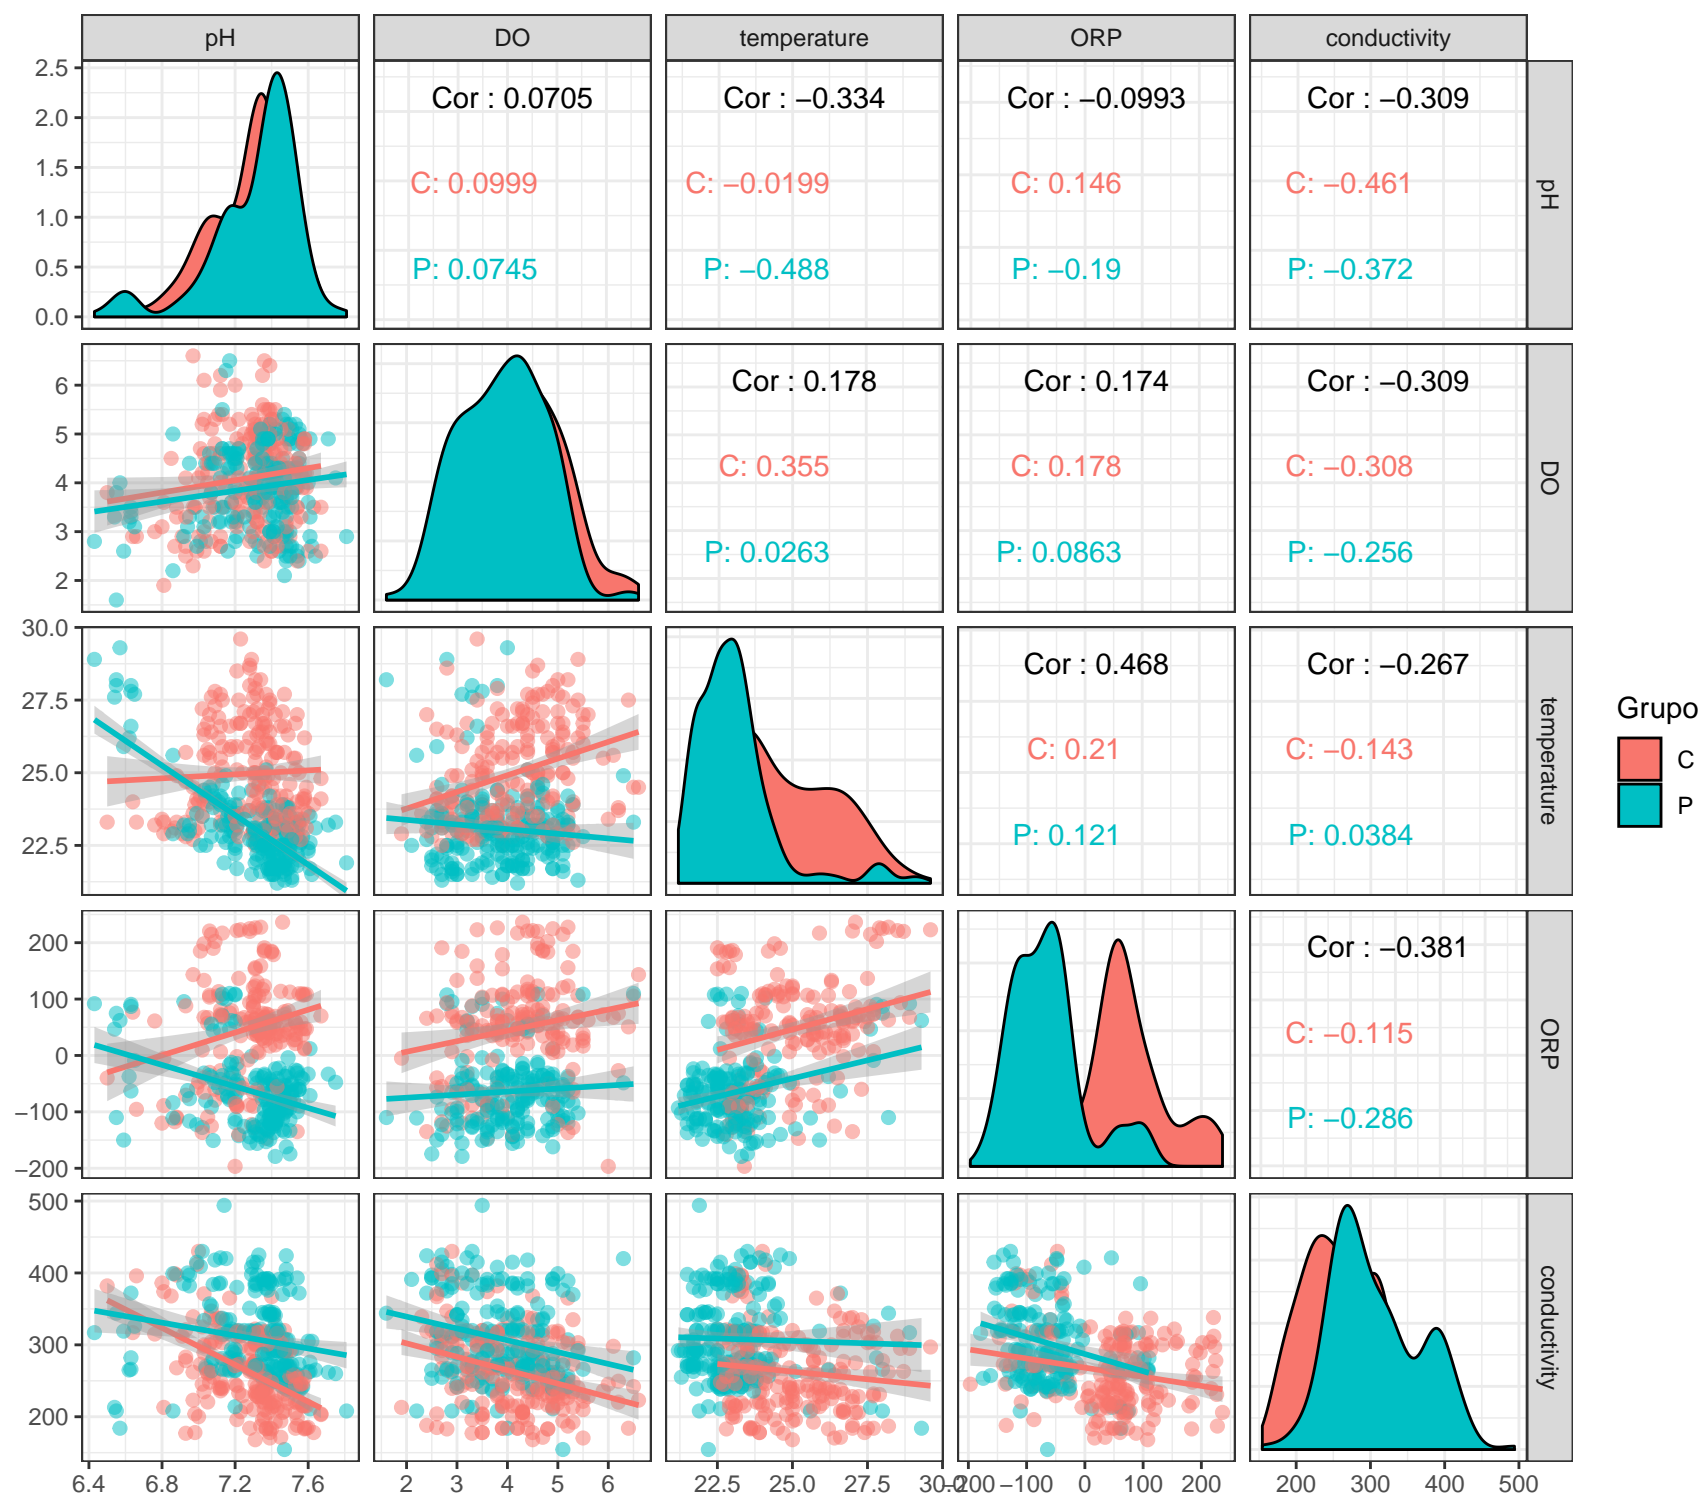 pH DO temperature ORP conductivity
2.5
2.0
1.5
1.0
0.5
0.0
Cor : 0.0705
C: 0.0999
P: 0.0745
Cor : −0.334
C: −0.0199
P: −0.488
Cor : −0.0993
C: 0.146
P: −0.19
Cor : −0.309
C: −0.461
P: −0.372
pH
6
5
4
3
2
Cor : 0.178
C: 0.355
P: 0.0263
Cor : 0.174
C: 0.178
P: 0.0863
Cor : −0.309
C: −0.308
P: −0.256
DO
30.0
27.5
25.0
22.5
Cor : 0.468
C: 0.21
P: 0.121
Cor : −0.267
C: −0.143
P: 0.0384
temperature
200
100
0
−100
−200
Cor : −0.381
C: −0.115
P: −0.286
ORP
500
400
300
200
conductivity
6.4 6.8 7.2 7.6
2 3 4 5 6
22.5 25.0 27.5 30.0
−200 −100 0 100 200
200 300 400 500
Grupo
C
P